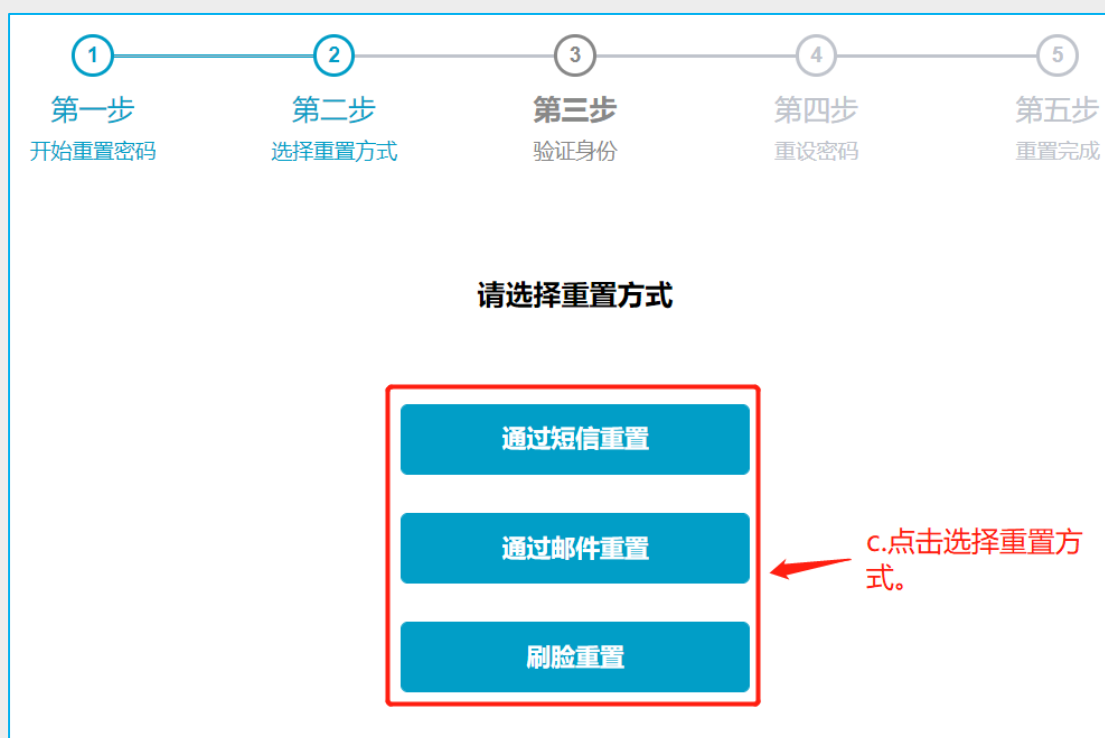 1 2 3 4 5
第一步 第二步 第三步 第四步 第五步
开始重置密码 选择重置方式 验证身份 重设密码 重置完成
请选择重置方式
通过短信重置
通过邮件重置
c.点击选择重置方
式。
刷脸重置